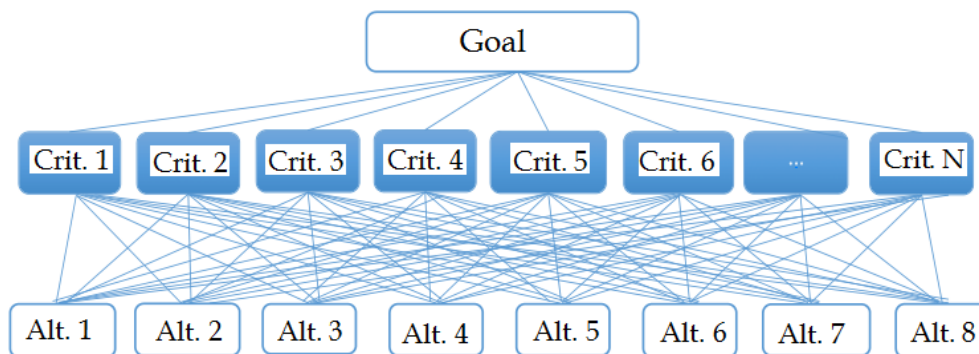 Goal
Crit. 1 Crit. 2 Crit. 3 Crit. 4 Crit. 5 Crit. 6 ... Crit. N
Alt. 1 Alt. 2 Alt. 3 Alt. 4 Alt. 5 Alt. 6 Alt. 7 Alt. 8